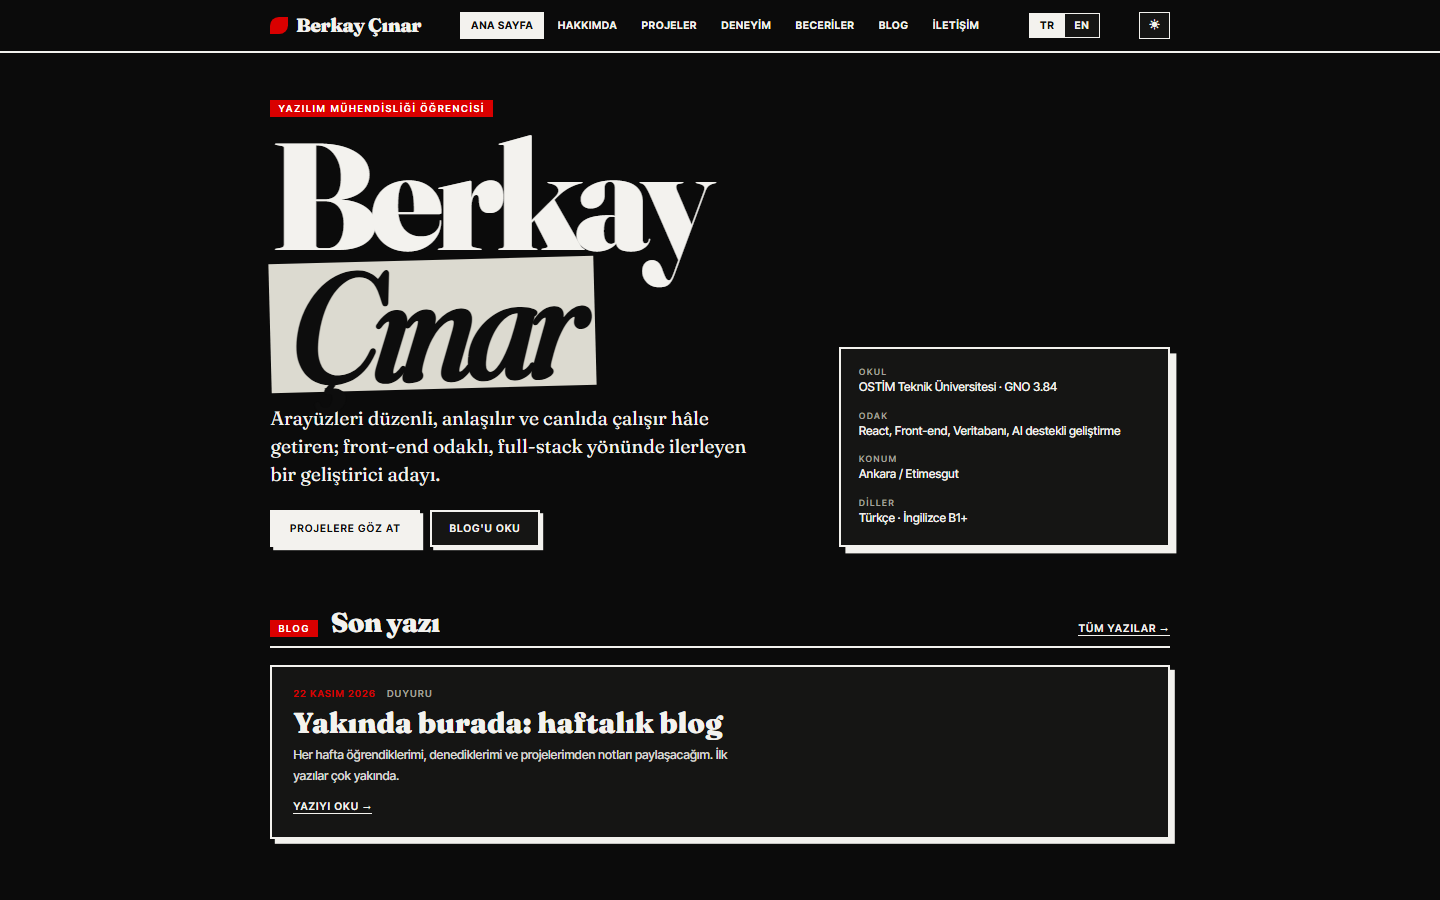 Berkay Çınar
ANA SAYFA
HAKKIMDA
PROJELER
DENEYİM
BECERİLER
BLOG
İLETİŞİM
TR
EN
YAZILIM MÜHENDİSLİĞİ ÖĞRENCİSİ
Berkay
Çınar
Arayüzleri düzenli, anlaşılır ve canlıda çalışır hâle
getiren; front-end odaklı, full-stack yönünde ilerleyen
bir geliştirici adayı.
PROJELERE GÖZ AT
BLOG'U OKU
OKUL
OSTİM Teknik Üniversitesi · GNO 3.84
ODAK
React, Front-end, Veritabanı, AI destekli geliştirme
KONUM
Ankara / Etimesgut
DİLLER
Türkçe · İngilizce B1+
BLOG
Son yazı
TÜM YAZILAR →
22 KASIM 2026
DUYURU
Yakında burada: haftalık blog
Her hafta öğrendiklerimi, denediklerimi ve projelerimden notları paylaşacağım. İlk
yazılar çok yakında.
YAZIYI OKU →